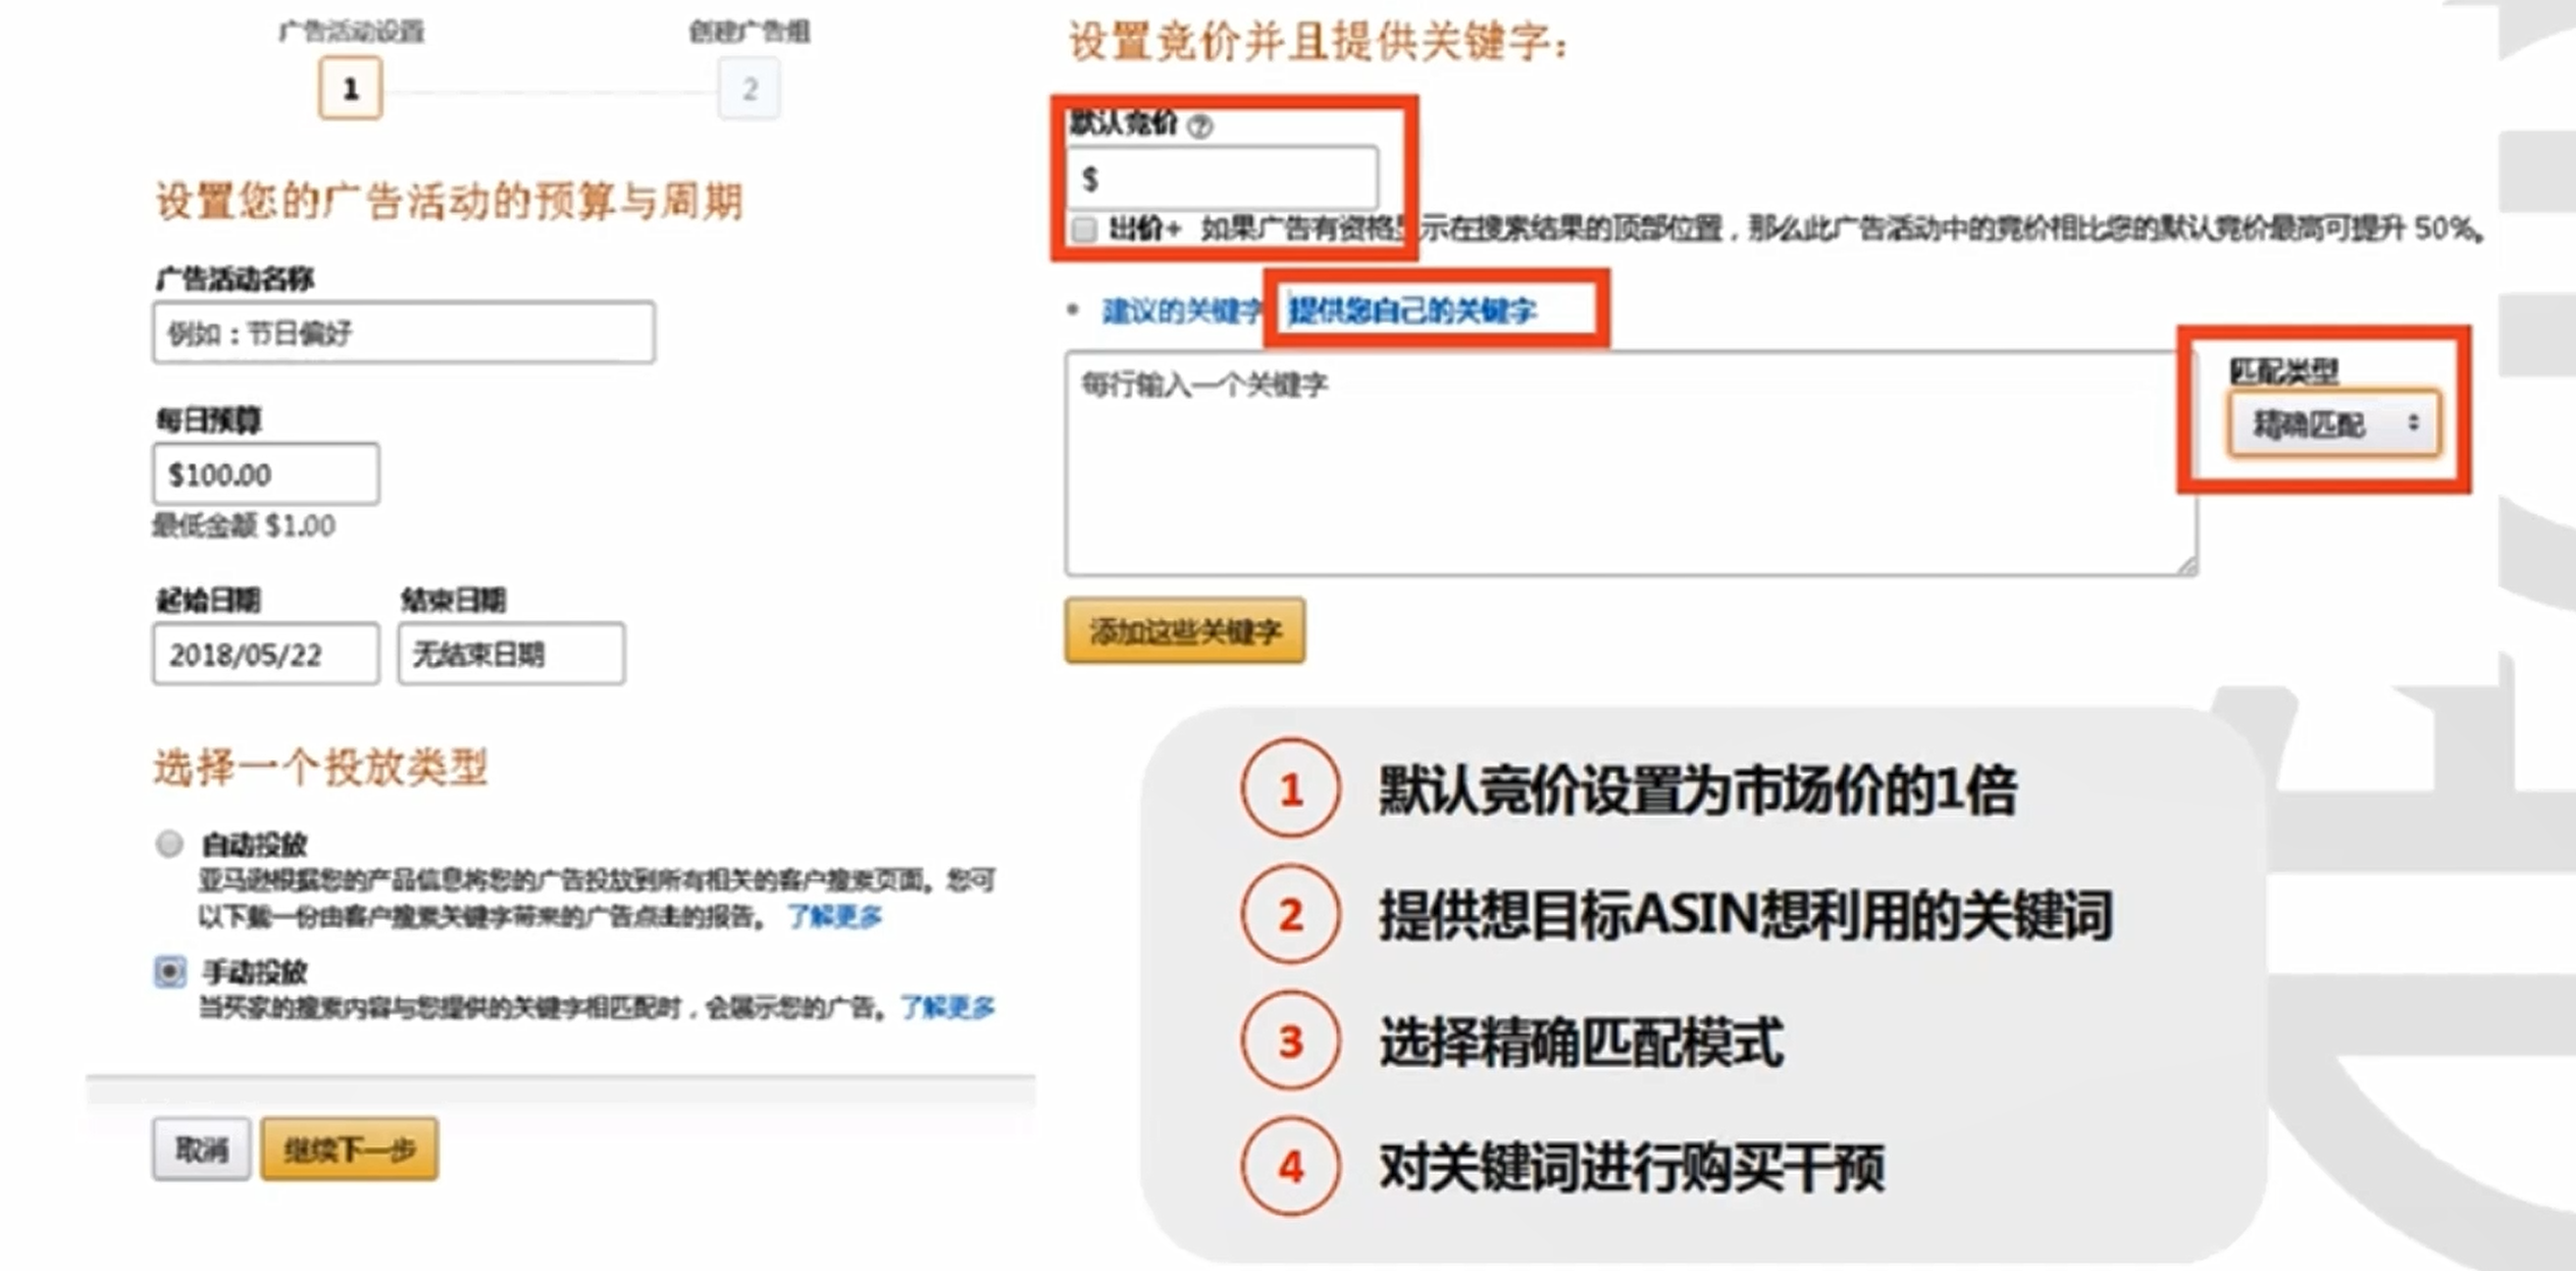 广告活动设置
创建广告组
1
2
设置您的广告活动的预算与周期
广告活动名称
例如：节日偏好
每日预算
$100.00
最低金额 $1.00
起始日期
结束日期
2018/05/22
无结束日期
选择一个投放类型
自动投放
亚马逊根据您的产品信息将您的广告投放到所有相关的客户搜索页面。您可
以下载一份由客户搜索关键字带来的广告点击的报告。 了解更多
手动投放
当买家的搜索内容与您提供的关键字相匹配时，会展示您的广告。了解更多
取消
继续下一步
设置竞价并且提供关键字：
默认竞价 ?
$
出价+ 如果广告有资格显示在搜索结果的顶部位置，那么此广告活动中的竞价相比您的默认竞价最高可提升 50%。
• 建议的关键字 提供您自己的关键字
每行输入一个关键字
匹配类型
精确匹配
添加这些关键字
1 默认竞价设置为市场价的1倍
2 提供想目标ASIN想利用的关键词
3 选择精确匹配模式
4 对关键词进行购买干预